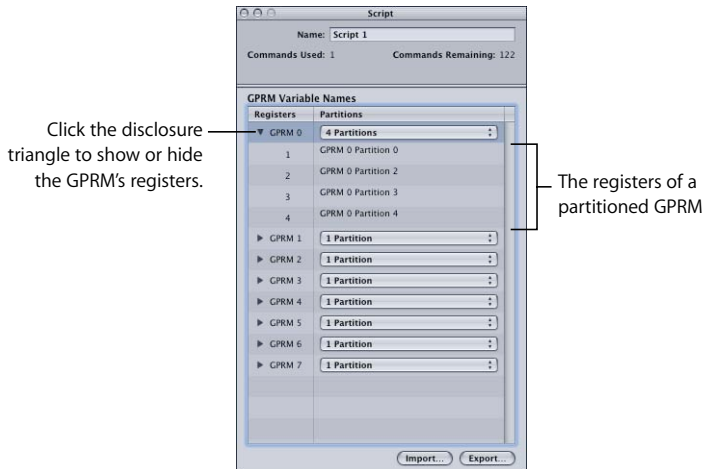 Script
Name: Script 1
Commands Used: 1 Commands Remaining: 122
GPRM Variable Names
Registers Partitions
GPRM 0 4 Partitions
1 GPRM 0 Partition 0
2 GPRM 0 Partition 2
3 GPRM 0 Partition 3
4 GPRM 0 Partition 4
GPRM 1 1 Partition
GPRM 2 1 Partition
GPRM 3 1 Partition
GPRM 4 1 Partition
GPRM 5 1 Partition
GPRM 6 1 Partition
GPRM 7 1 Partition
Import... Export...
Click the disclosure
triangle to show or hide
the GPRM's registers.
The registers of a
partitioned GPRM